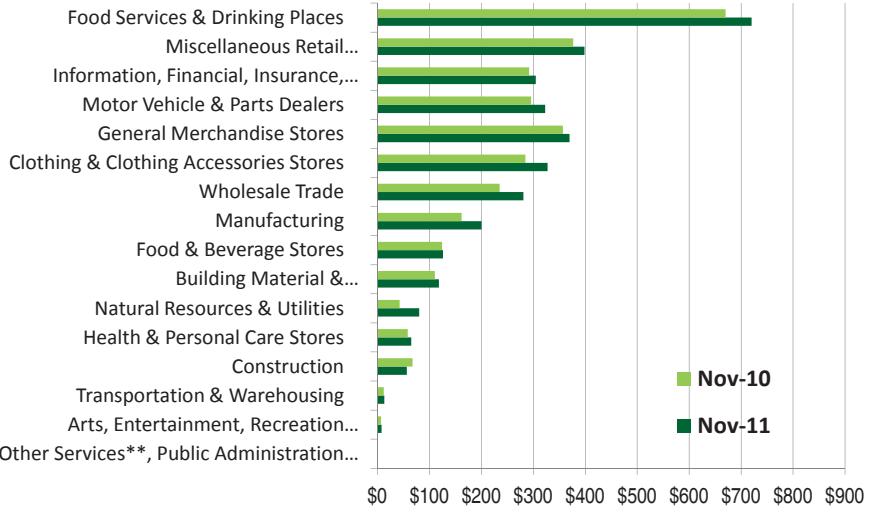 Food Services & Drinking Places
Miscellaneous Retail...
Information, Financial, Insurance,...
Motor Vehicle & Parts Dealers
General Merchandise Stores
Clothing & Clothing Accessories Stores
Wholesale Trade
Manufacturing
Food & Beverage Stores
Building Material &...
Natural Resources & Utilities
Health & Personal Care Stores
Construction
Transportation & Warehousing
Arts, Entertainment, Recreation...
Other Services**, Public Administration...
Nov-10
Nov-11
$0 $100 $200 $300 $400 $500 $600 $700 $800 $900